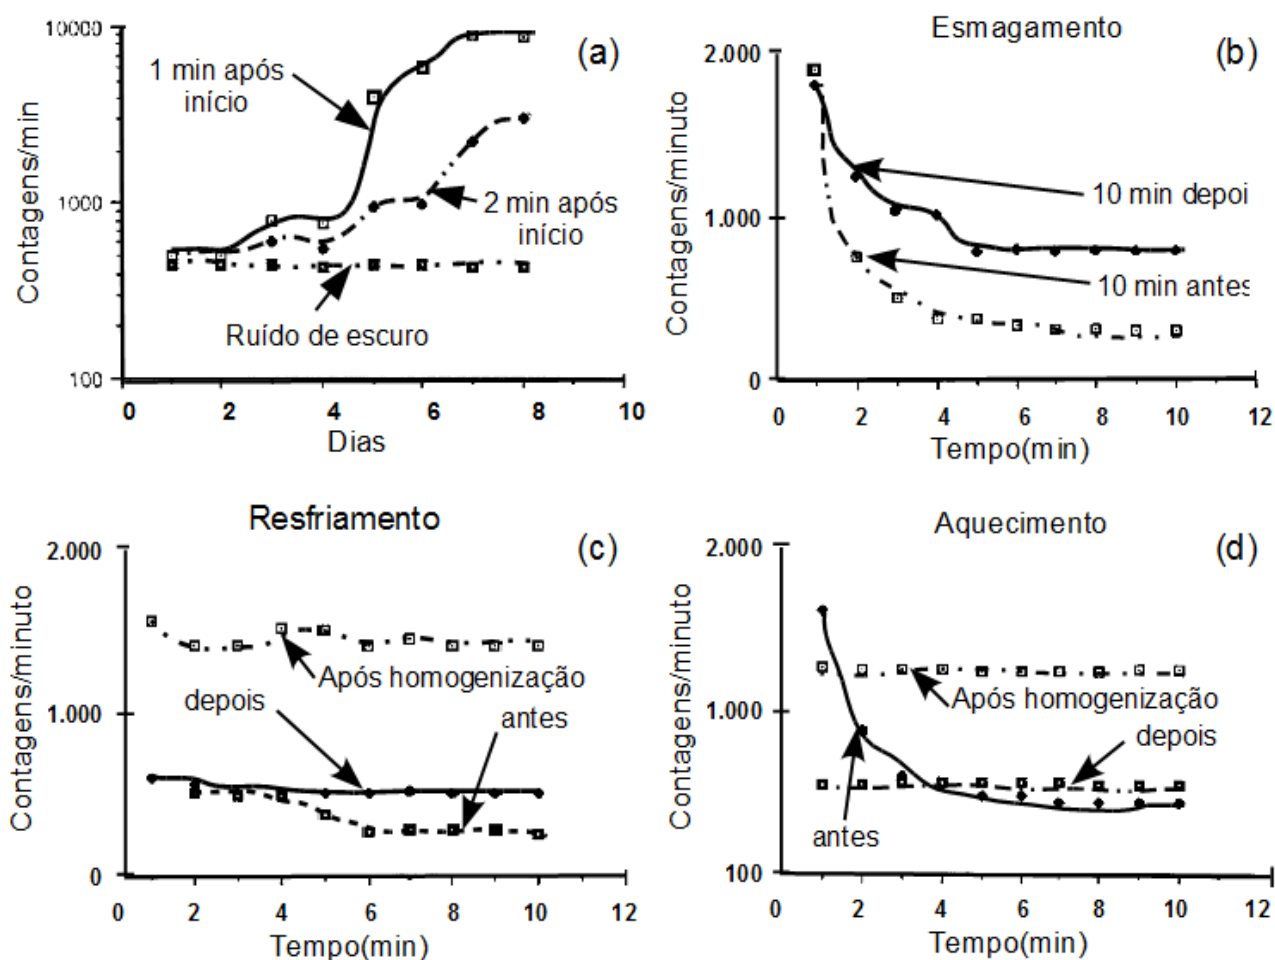 (a)
10000
1000
100
Contagens/min
1 min após
início
2 min após
início
Ruído de escuro
0 2 4 6 8 10
Dias
Esmagamento
(b)
2.000
1.000
0
Contagens/minuto
10 min depoi
10 min antes
0 2 4 6 8 10 12
Tempo(min)
Resfriamento
(c)
2.000
1.000
0
Contagens/minuto
Após homogenização
depois
antes
0 2 4 6 8 10 12
Tempo(min)
Aquecimento
(d)
2.000
1.000
100
Contagens/minuto
Após homogenização
depois
antes
0 2 4 6 8 10 12
Tempo(min)